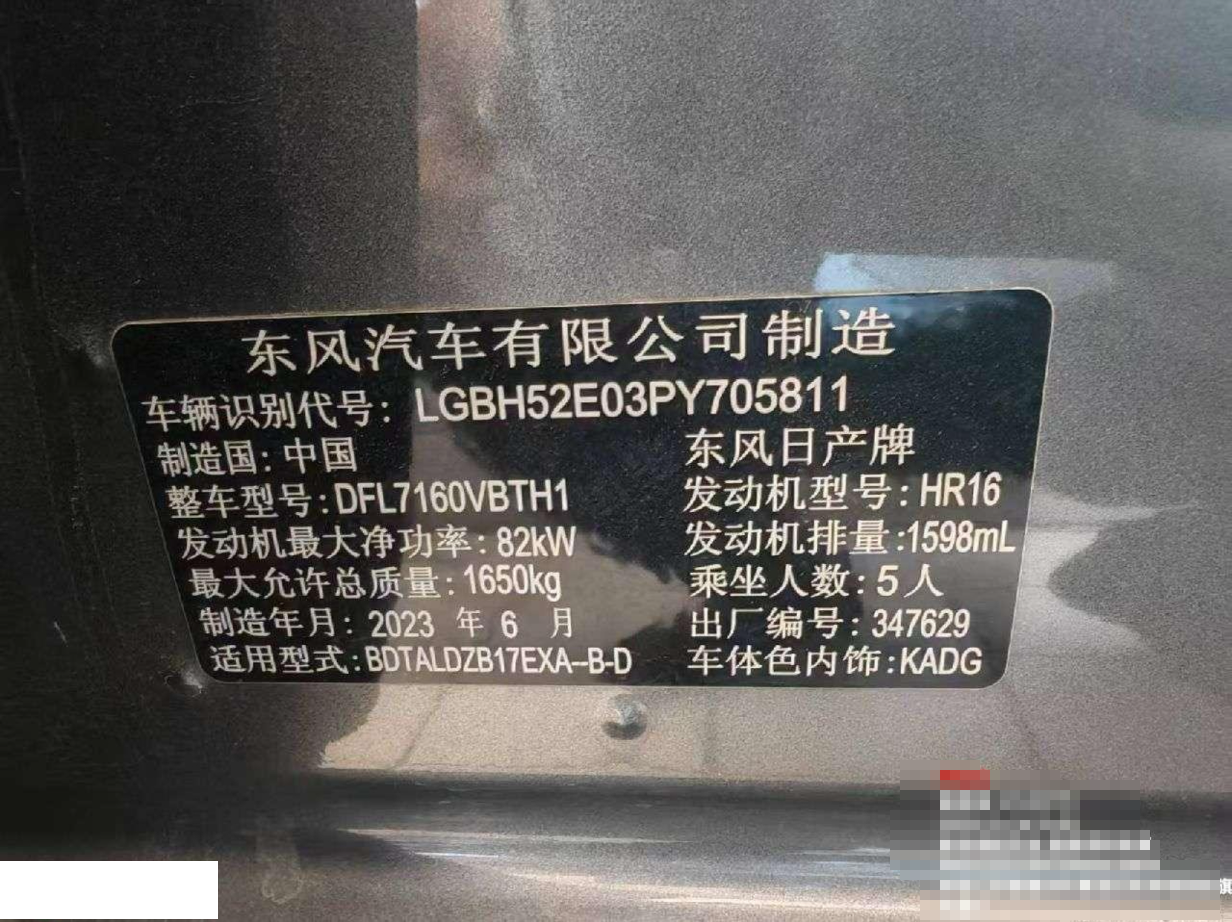 东风汽车有限公司制造
车辆识别代号: LGBH52E03PY705811
制造国: 中国 东风日产牌
整车型号: DFL7160VBTH1 发动机型号: HR16
发动机最大净功率: 82kW 发动机排量: 1598mL
最大允许总质量: 1650kg 乘坐人数: 5人
制造年月: 2023 年 6 月 出厂编号: 347629
适用型式: BDTALDZB17EXA--B-D 车体色内饰: KADG
旗